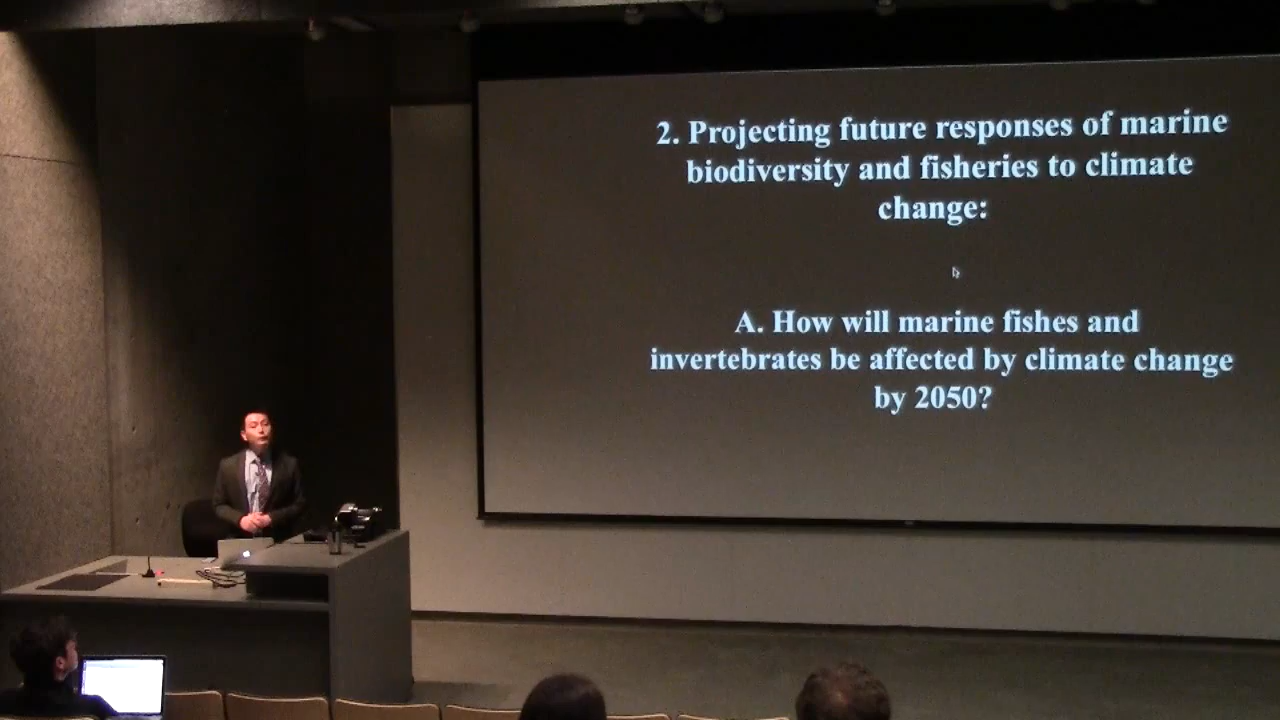 2. Projecting future responses of marine
biodiversity and fisheries to climate
change:
A. How will marine fishes and
invertebrates be affected by climate change
by 2050?